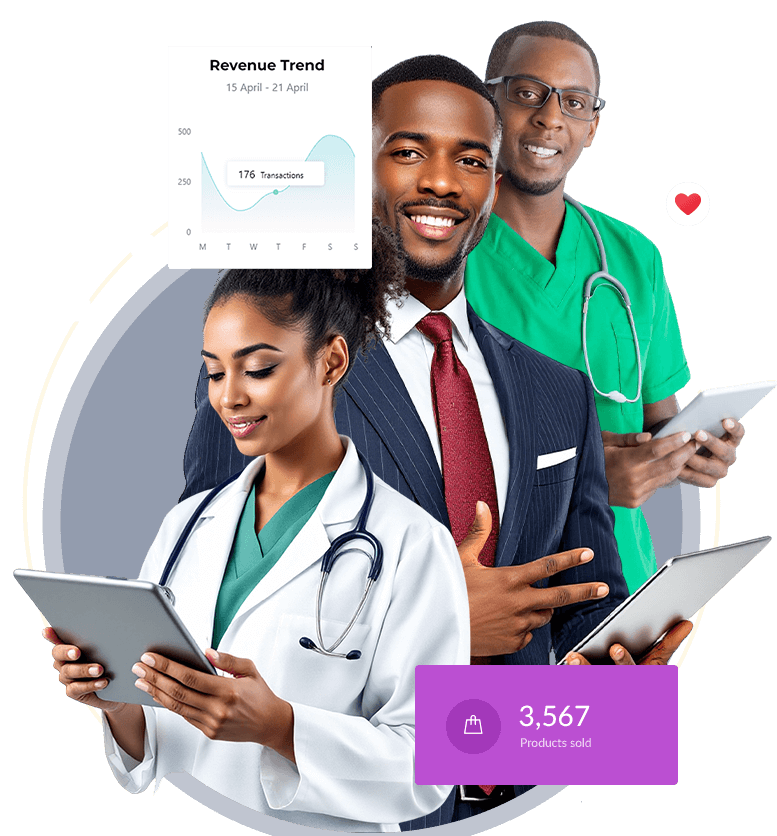 Revenue Trend
15 April - 21 April
500
176 Transactions
250
0
M T W T F S S
3,567
Products sold